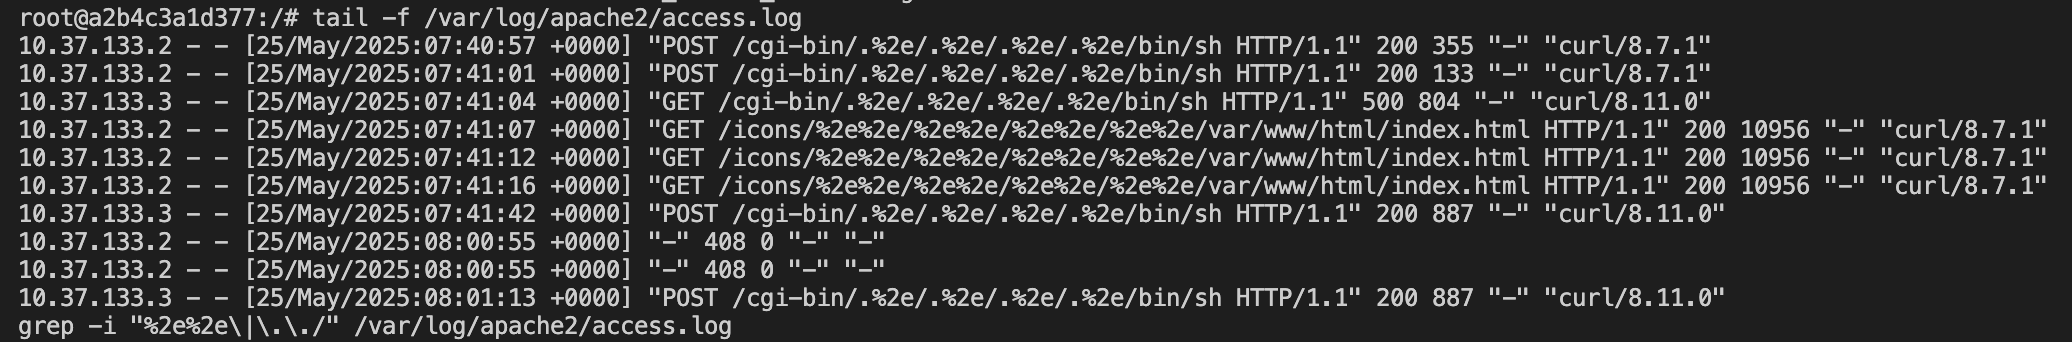 root@a2b4c3a1d377:/# tail -f /var/log/apache2/access.log
10.37.133.2 - - [25/May/2025:07:40:57 +0000] "POST /cgi-bin/.%2e/.%2e/.%2e/.%2e/bin/sh HTTP/1.1" 200 355 "-" "curl/8.7.1"
10.37.133.2 - - [25/May/2025:07:41:01 +0000] "POST /cgi-bin/.%2e/.%2e/.%2e/.%2e/bin/sh HTTP/1.1" 200 133 "-" "curl/8.7.1"
10.37.133.3 - - [25/May/2025:07:41:04 +0000] "GET /cgi-bin/.%2e/.%2e/.%2e/.%2e/bin/sh HTTP/1.1" 500 804 "-" "curl/8.11.0"
10.37.133.2 - - [25/May/2025:07:41:07 +0000] "GET /icons/%2e%2e/%2e%2e/%2e%2e/%2e%2e/var/www/html/index.html HTTP/1.1" 200 10956 "-" "curl/8.7.1"
10.37.133.2 - - [25/May/2025:07:41:12 +0000] "GET /icons/%2e%2e/%2e%2e/%2e%2e/%2e%2e/var/www/html/index.html HTTP/1.1" 200 10956 "-" "curl/8.7.1"
10.37.133.2 - - [25/May/2025:07:41:16 +0000] "GET /icons/%2e%2e/%2e%2e/%2e%2e/%2e%2e/var/www/html/index.html HTTP/1.1" 200 10956 "-" "curl/8.7.1"
10.37.133.3 - - [25/May/2025:07:41:42 +0000] "POST /cgi-bin/.%2e/.%2e/.%2e/.%2e/bin/sh HTTP/1.1" 200 887 "-" "curl/8.11.0"
10.37.133.2 - - [25/May/2025:08:00:55 +0000] "-" 408 0 "-" "-"
10.37.133.2 - - [25/May/2025:08:00:55 +0000] "-" 408 0 "-" "-"
10.37.133.3 - - [25/May/2025:08:01:13 +0000] "POST /cgi-bin/.%2e/.%2e/.%2e/.%2e/bin/sh HTTP/1.1" 200 887 "-" "curl/8.11.0"
grep -i "%2e%2e\|\.\./" /var/log/apache2/access.log